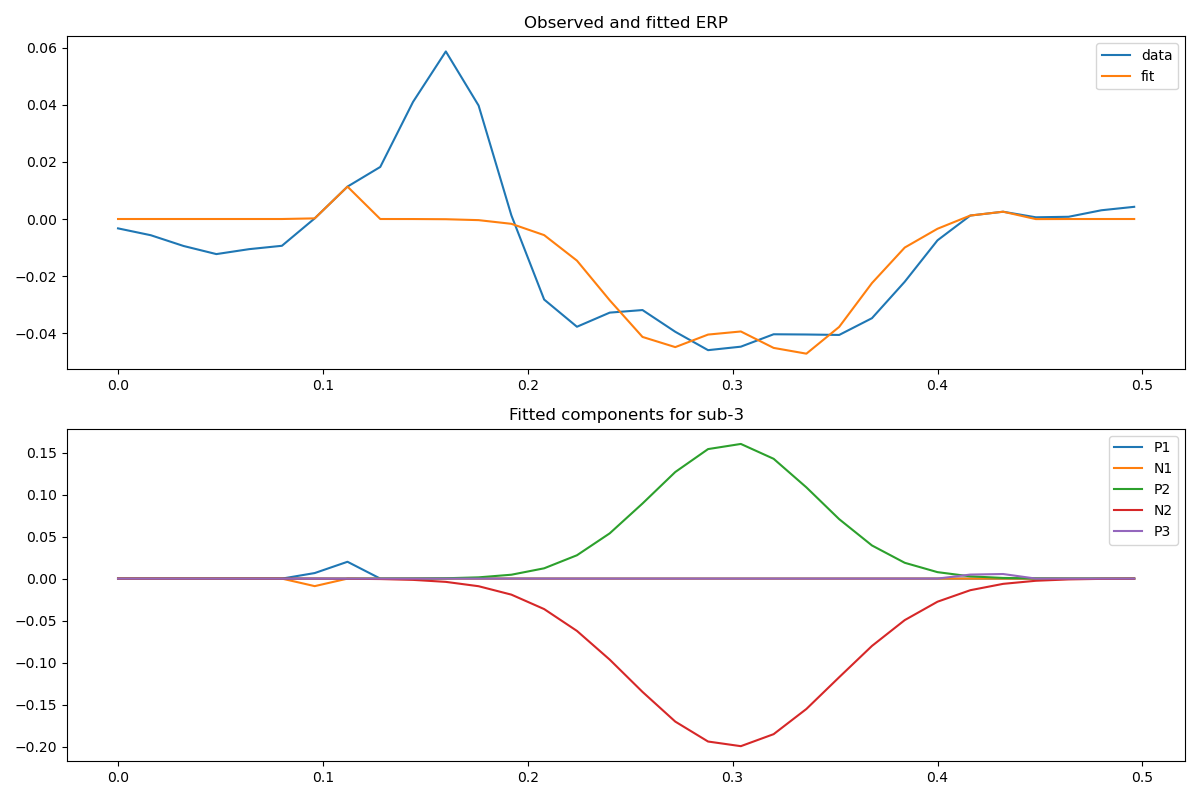 Observed and fitted ERP
0.06
0.04
0.02
0.00
−0.02
−0.04
data
fit
0.0 0.1 0.2 0.3 0.4 0.5
Fitted components for sub-3
0.15
0.10
0.05
0.00
−0.05
−0.10
−0.15
−0.20
P1
N1
P2
N2
P3
0.0 0.1 0.2 0.3 0.4 0.5